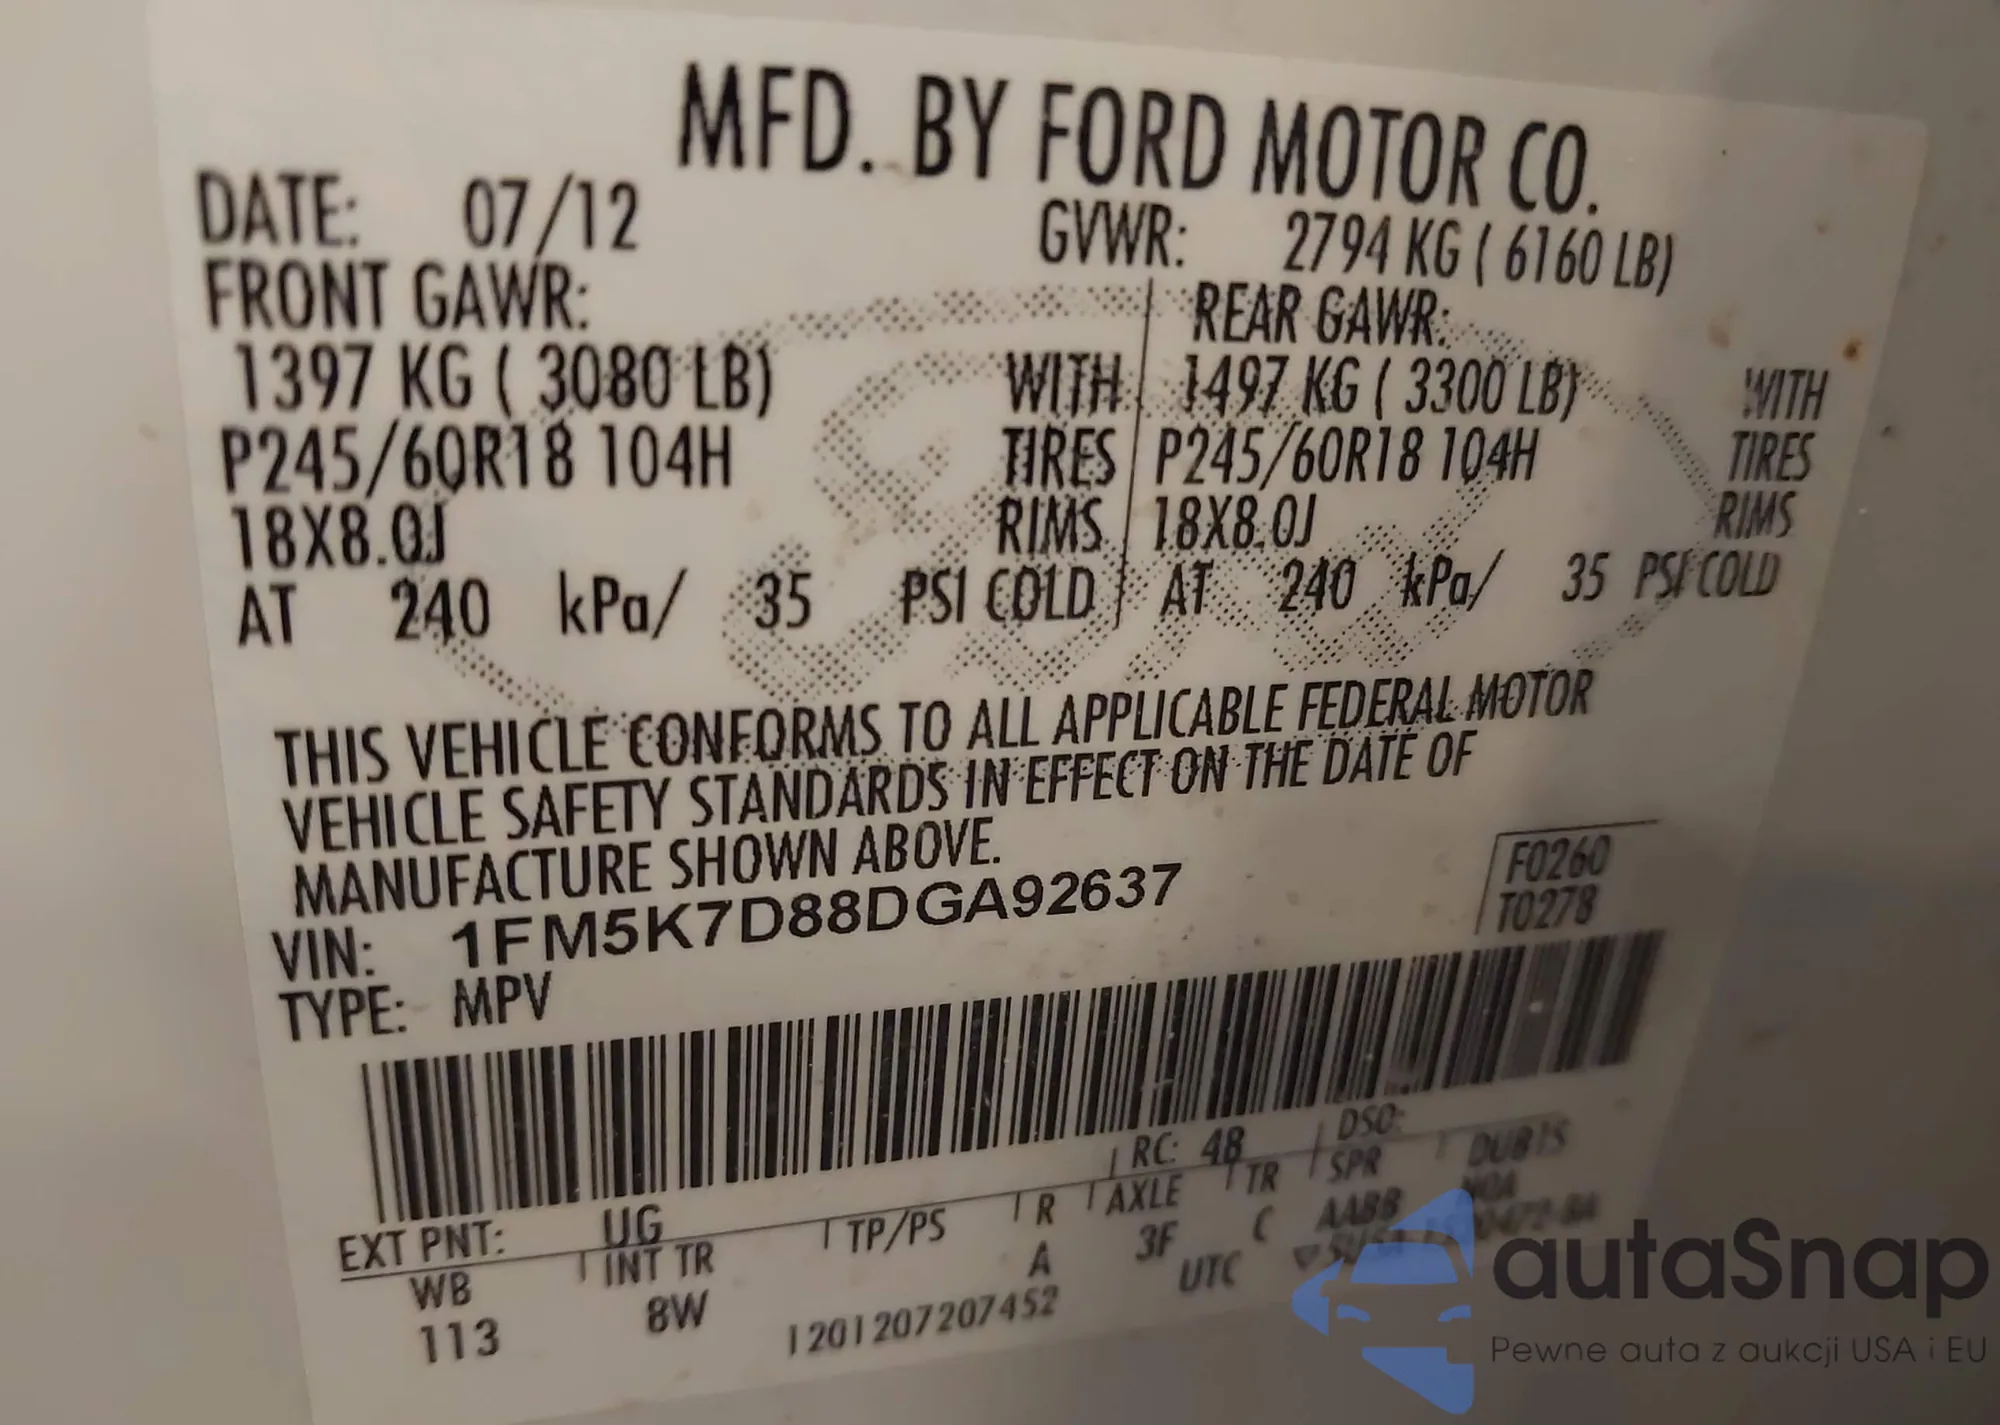 MFD. BY FORD MOTOR CO.
DATE: 07/12 GVWR: 2794 KG ( 6160 LB)
FRONT GAWR: REAR GAWR:
1397 KG ( 3080 LB) WITH 1497 KG ( 3300 LB) WITH
P245/60R18 104H TIRES P245/60R18 104H TIRES
18X8.0J RIMS 18X8.0J RIMS
AT 240 kPa/ 35 PSI COLD AT 240 kPa/ 35 PSI COLD
THIS VEHICLE CONFORMS TO ALL APPLICABLE FEDERAL MOTOR
VEHICLE SAFETY STANDARDS IN EFFECT ON THE DATE OF
MANUFACTURE SHOWN ABOVE.
F0260
T0278
VIN: 1FM5K7D88DGA92637
TYPE: MPV
EXT PNT: UG RC: 48 DSO:
WB INT TR TP/PS R AXLE TR SPR
113 8W A 3F C AABB
1201207207452 UTC
autaSnap
Pewne auta z aukcji USA i EU